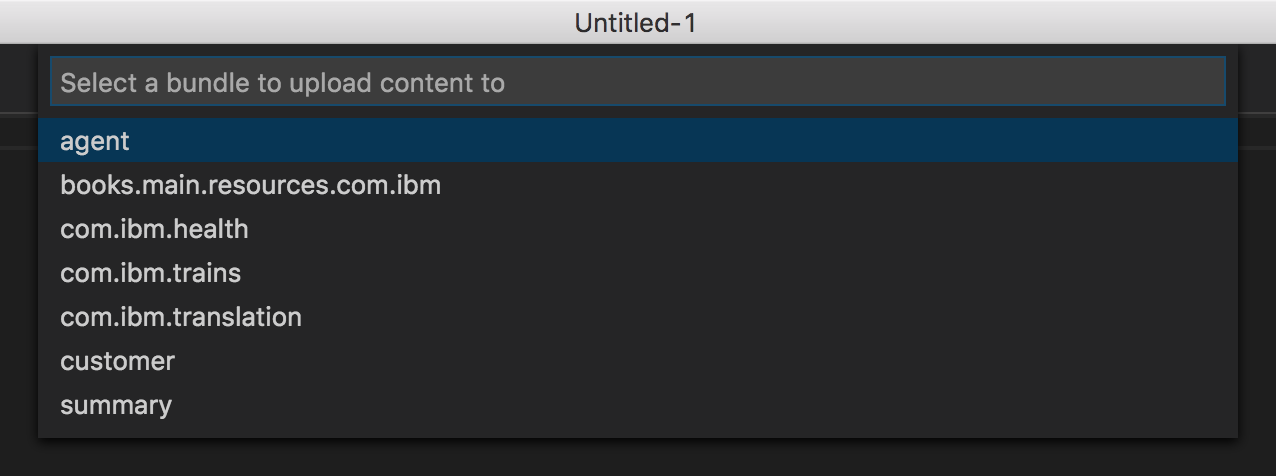 Untitled-1
Select a bundle to upload content to
agent
books.main.resources.com.ibm
com.ibm.health
com.ibm.trains
com.ibm.translation
customer
summary